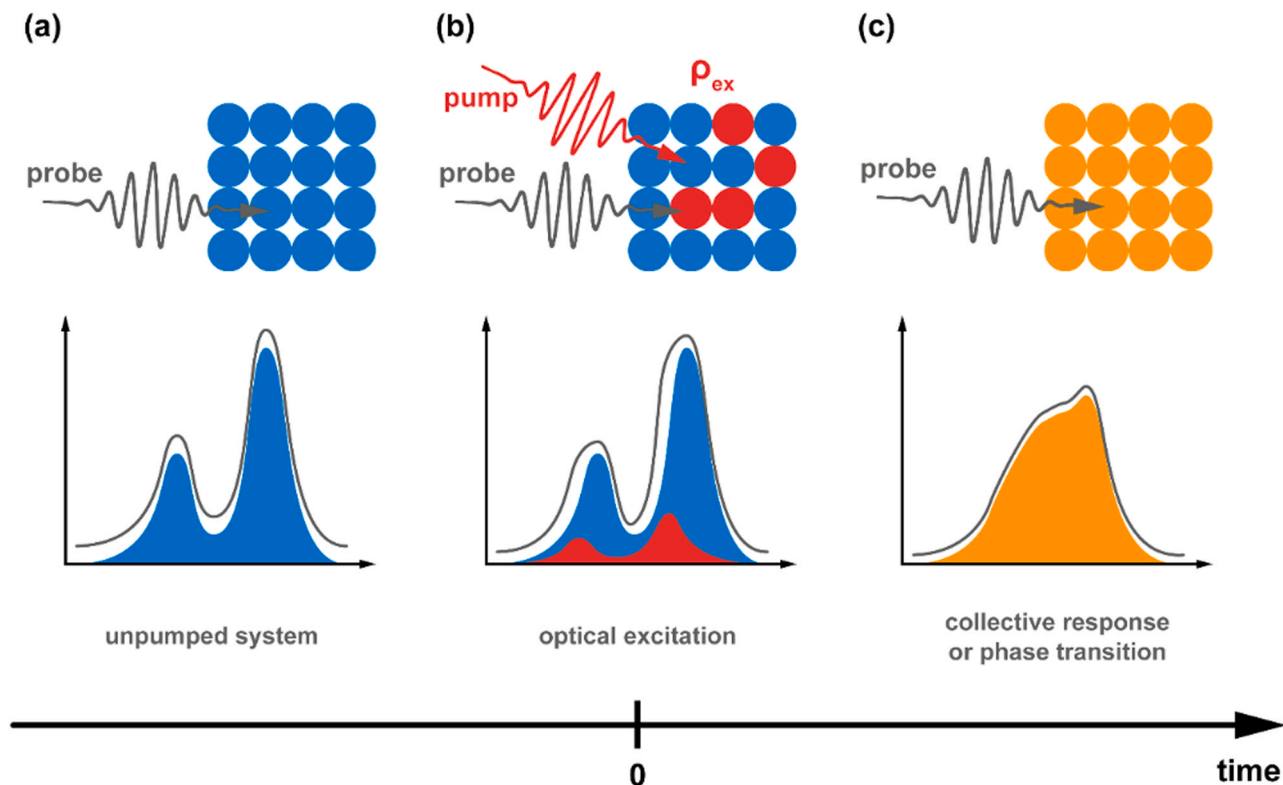 (a)
probe
unpumped system
(b)
pump
ρex
probe
optical excitation
(c)
probe
collective response
or phase transition
0
time